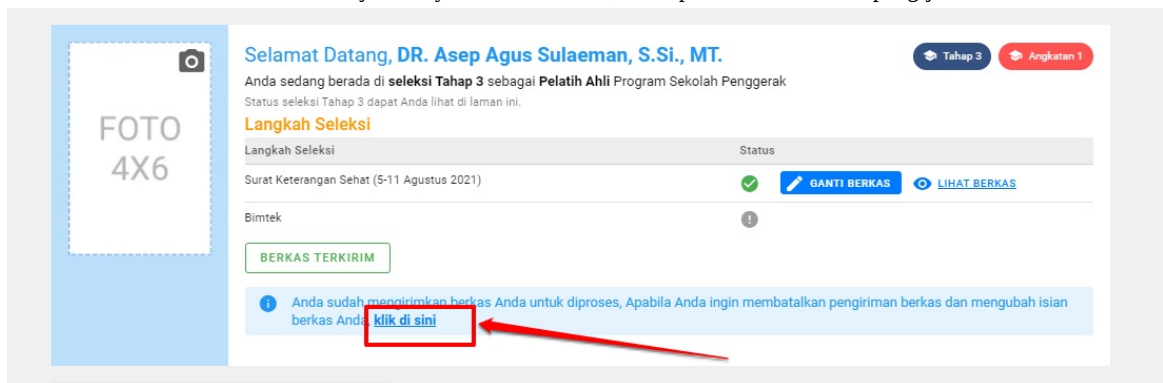 Selamat Datang, DR. Asep Agus Sulaeman, S.Si., MT.
Tahap 3
Angkatan 1
Anda sedang berada di seleksi Tahap 3 sebagai Pelatih Ahli Program Sekolah Penggerak
Status seleksi Tahap 3 dapat Anda lihat di laman ini.
FOTO
4X6
Langkah Seleksi
Langkah Seleksi Status
Surat Keterangan Sehat (5-11 Agustus 2021) GANTI BERKAS LIHAT BERKAS
Bimtek
BERKAS TERKIRIM
Anda sudah mengirimkan berkas Anda untuk diproses, Apabila Anda ingin membatalkan pengiriman berkas dan mengubah isian
berkas Anda, klik di sini